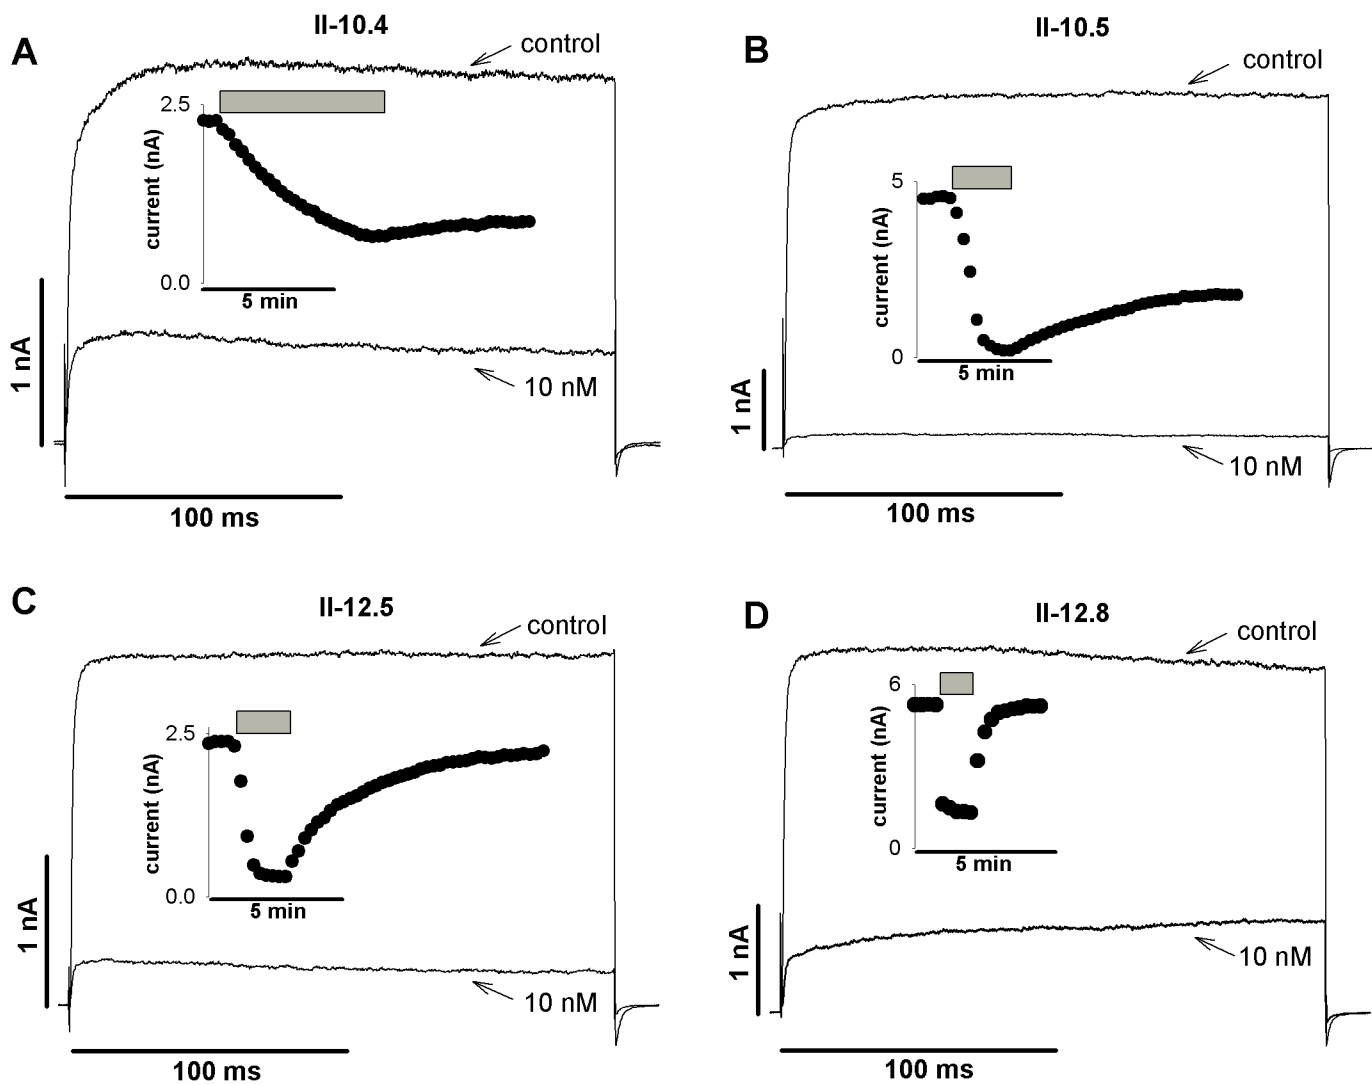 A
II-10.4
control
2.5
current (nA)
0.0
5 min
1 nA
10 nM
100 ms
B
II-10.5
control
5
current (nA)
0
5 min
1 nA
10 nM
100 ms
C
II-12.5
control
2.5
current (nA)
0.0
5 min
1 nA
10 nM
100 ms
D
II-12.8
control
6
current (nA)
0
5 min
1 nA
10 nM
100 ms